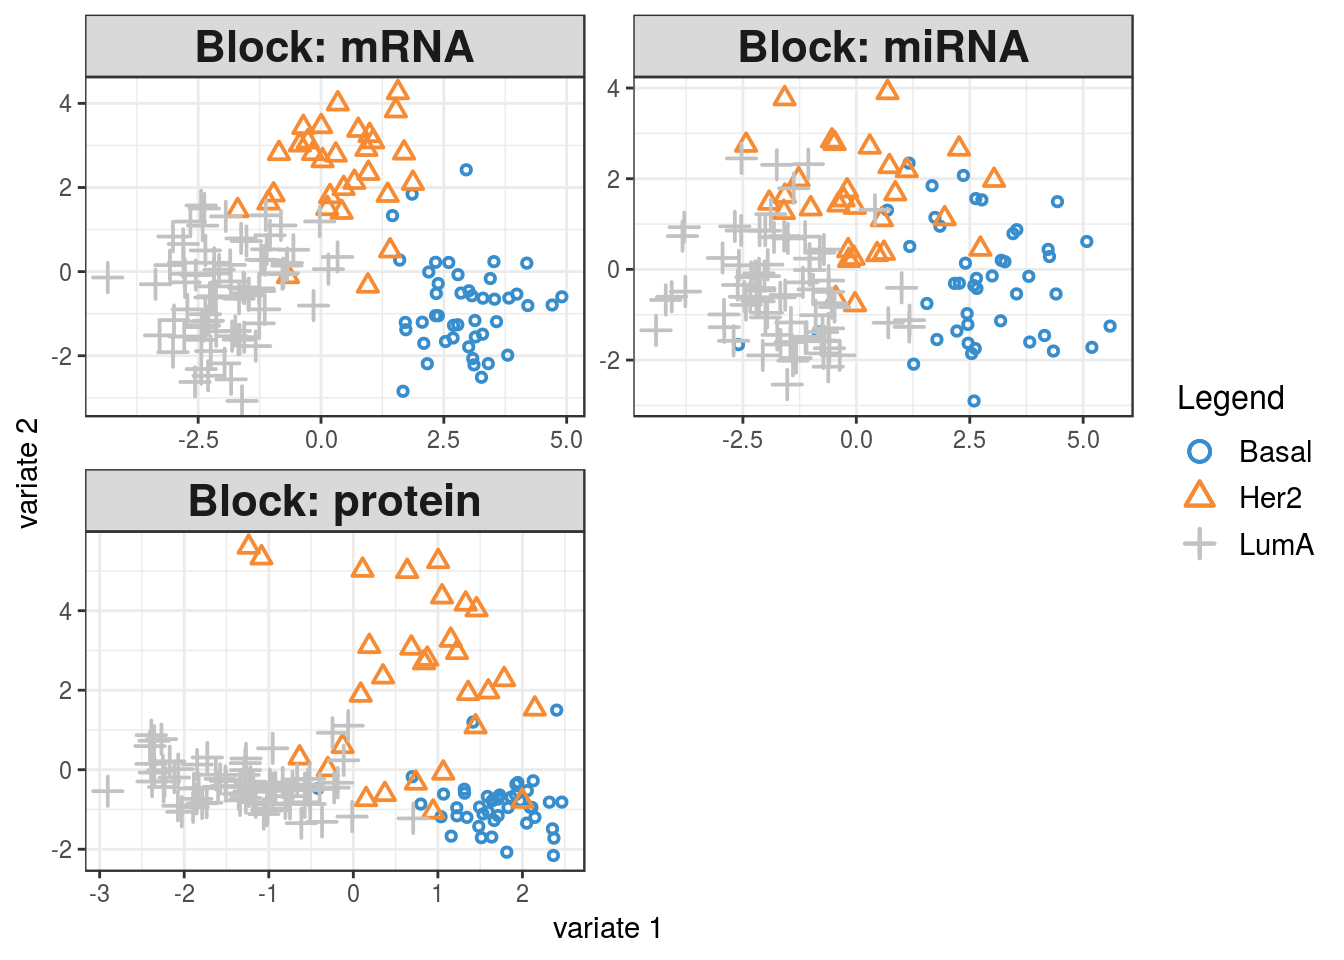 Block: mRNA
Block: miRNA
4
2
0
-2
4
2
0
-2
-2.5 0.0 2.5 5.0
-2.5 0.0 2.5 5.0
Block: protein
4
2
0
-2
-3 -2 -1 0 1 2
variate 2
variate 1
Legend
Basal
Her2
LumA